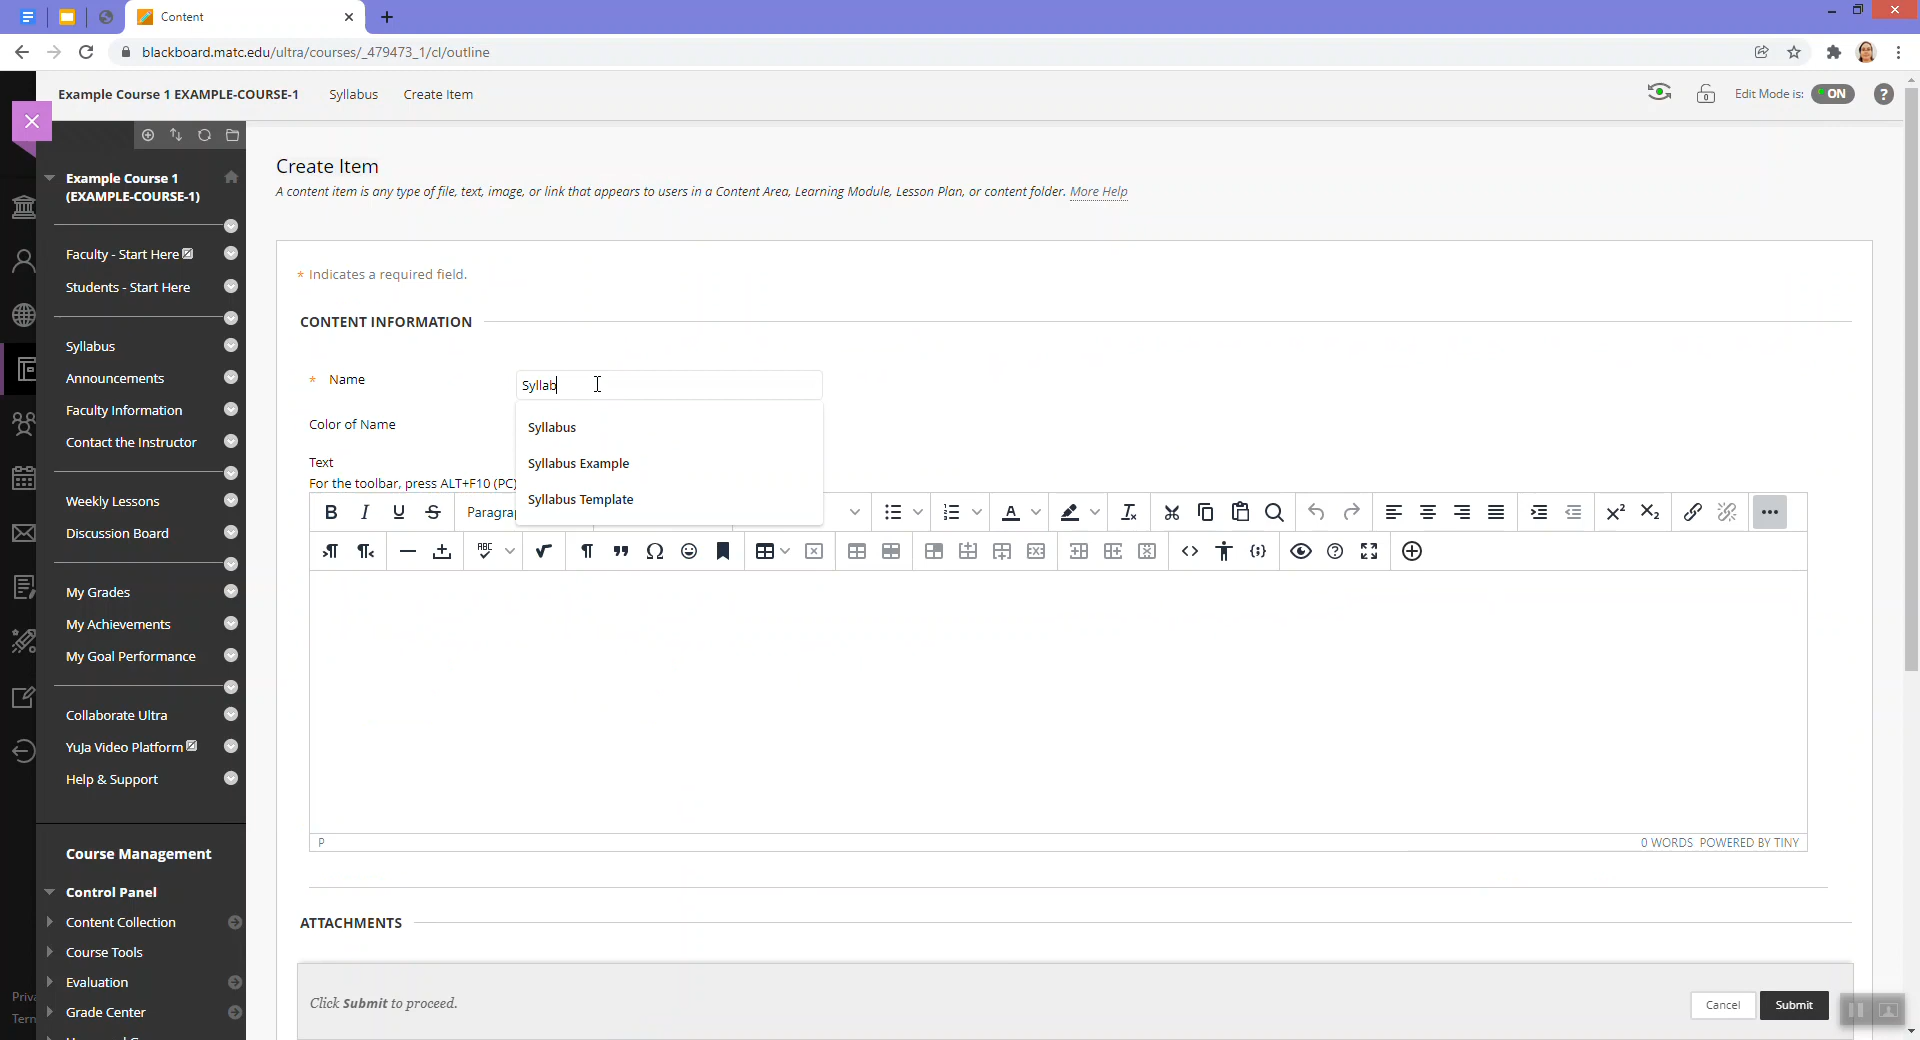 Content
blackboard.matc.edu/ultra/courses/_479473_1/cl/outline
Example Course 1 EXAMPLE-COURSE-1 Syllabus Create Item
Edit Mode is: ON ?
Example Course 1
(EXAMPLE-COURSE-1)
Faculty - Start Here
Students - Start Here
Syllabus
Announcements
Faculty Information
Contact the Instructor
Weekly Lessons
Discussion Board
My Grades
My Achievements
My Goal Performance
Collaborate Ultra
YuJa Video Platform
Help & Support
Course Management
Control Panel
Content Collection
Course Tools
Evaluation
Grade Center
Priva
Tern
Create Item
A content item is any type of file, text, image, or link that appears to users in a Content Area, Learning Module, Lesson Plan, or content folder. More Help
* Indicates a required field.
CONTENT INFORMATION
* Name
Syllab
Syllabus
Syllabus Example
Syllabus Template
Color of Name
Text
For the toolbar, press ALT+F10 (PC)
Paragra
P
0 WORDS POWERED BY TINY
ATTACHMENTS
Click Submit to proceed.
Cancel
Submit